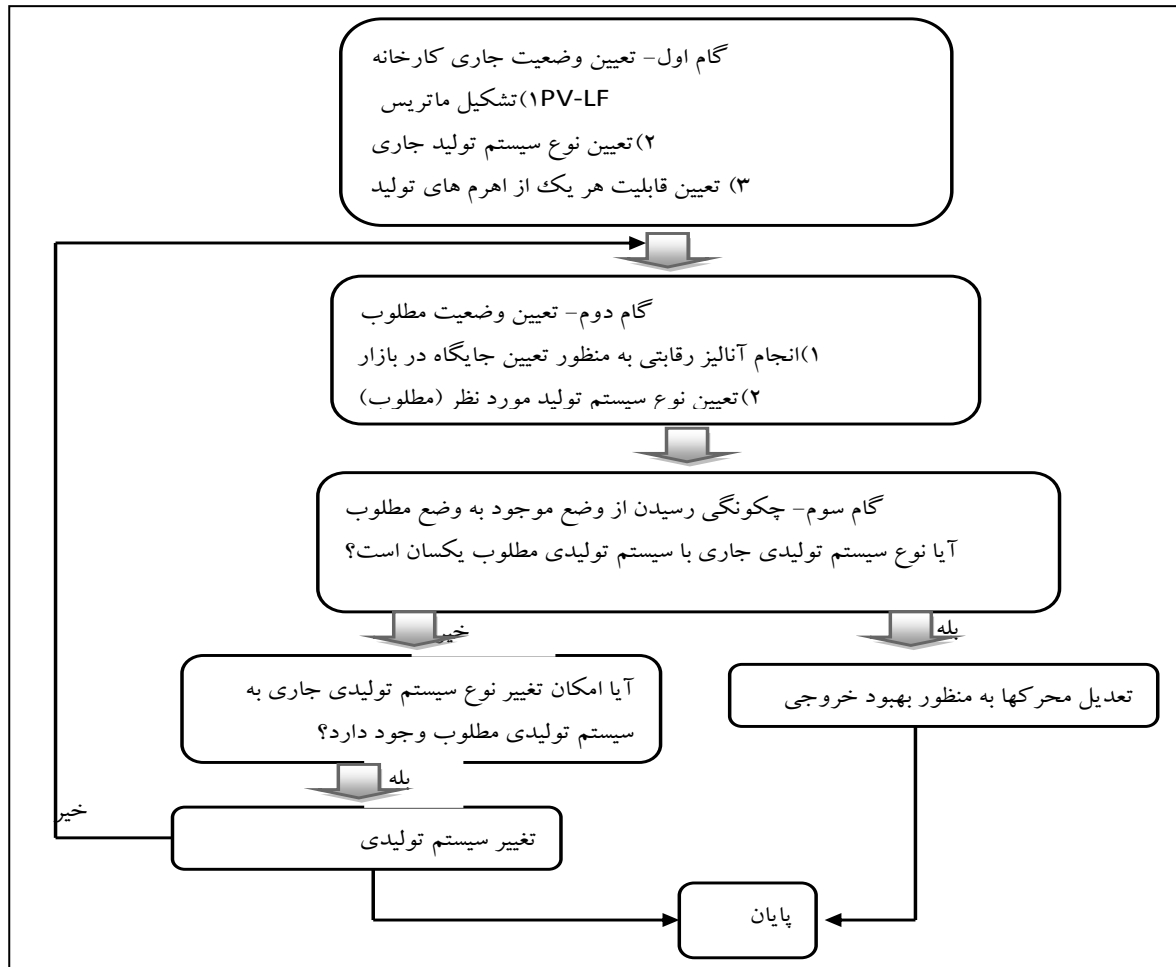 گام اول- تعیین وضعیت جاری کارخانه
۱)تشکیل ماتریس PV-LF
۲)تعیین نوع سیستم تولید جاری
۳) تعیین قابلیت هر یک از اهرم های تولید
گام دوم- تعیین وضعیت مطلوب
۱)انجام آنالیز رقابتی به منظور تعیین جایگاه در بازار
۲)تعیین نوع سیستم تولید مورد نظر (مطلوب)
گام سوم- چکونگی رسیدن از وضع موجود به وضع مطلوب
آیا نوع سیستم تولیدی جاری با سیستم تولیدی مطلوب یکسان است؟
بله
خیر
تعدیل محرکها به منظور بهبود خروجی
آیا امکان تغییر نوع سیستم تولیدی جاری به
سیستم تولیدی مطلوب وجود دارد؟
بله
خیر
تغییر سیستم تولیدی
پایان